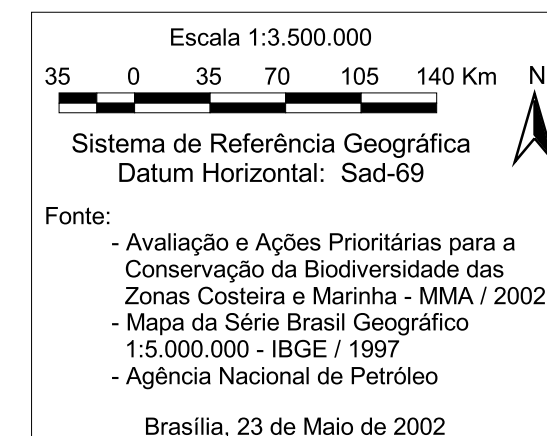 Escala 1:3.500.000
35 0 35 70 105 140 Km N
Sistema de Referência Geográfica
Datum Horizontal: Sad-69
Fonte:
- Avaliação e Ações Prioritárias para a
Conservação da Biodiversidade das
Zonas Costeira e Marinha - MMA / 2002
- Mapa da Série Brasil Geográfico
1:5.000.000 - IBGE / 1997
- Agência Nacional de Petróleo
Brasília, 23 de Maio de 2002